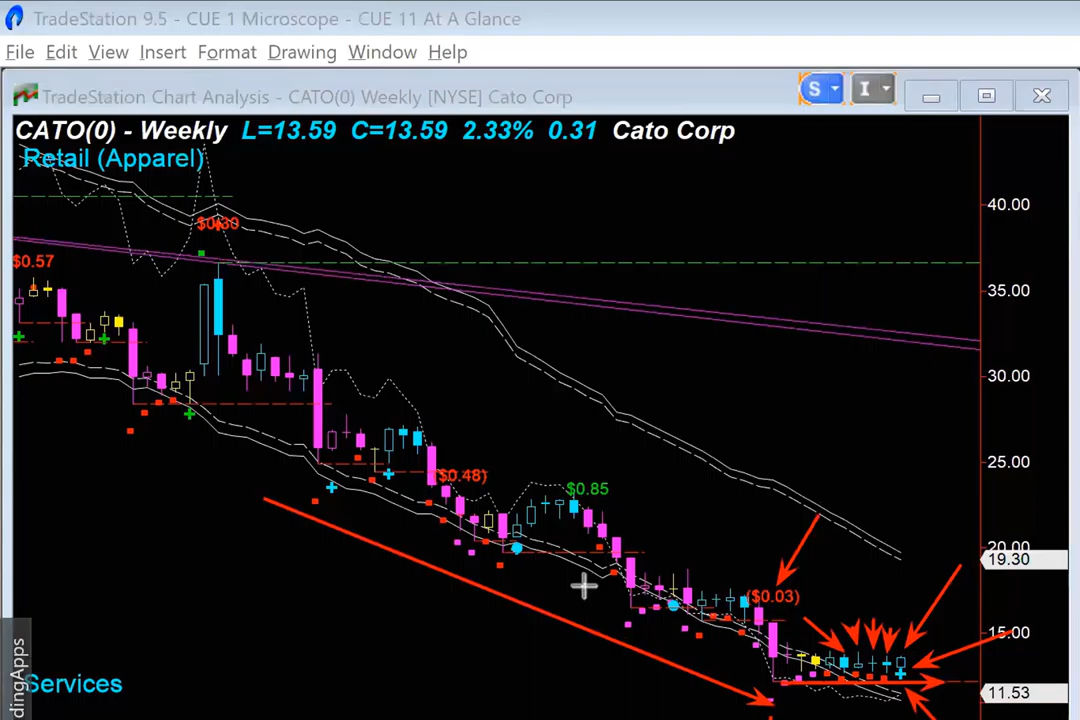 TradeStation 9.5 - CUE 1 Microscope - CUE 11 At A Glance
File Edit View Insert Format Drawing Window Help
TradeStation Chart Analysis - CATO(0) Weekly [NYSE] Cato Corp
S I
CATO(0) - Weekly L=13.59 C=13.59 2.33% 0.31 Cato Corp
Retail (Apparel)
40.00
$0.30
$0.57
35.00
30.00
25.00
$0.48)
$0.85
20.00
19.30
($0.03)
15.00
11.53
Services
dingApps